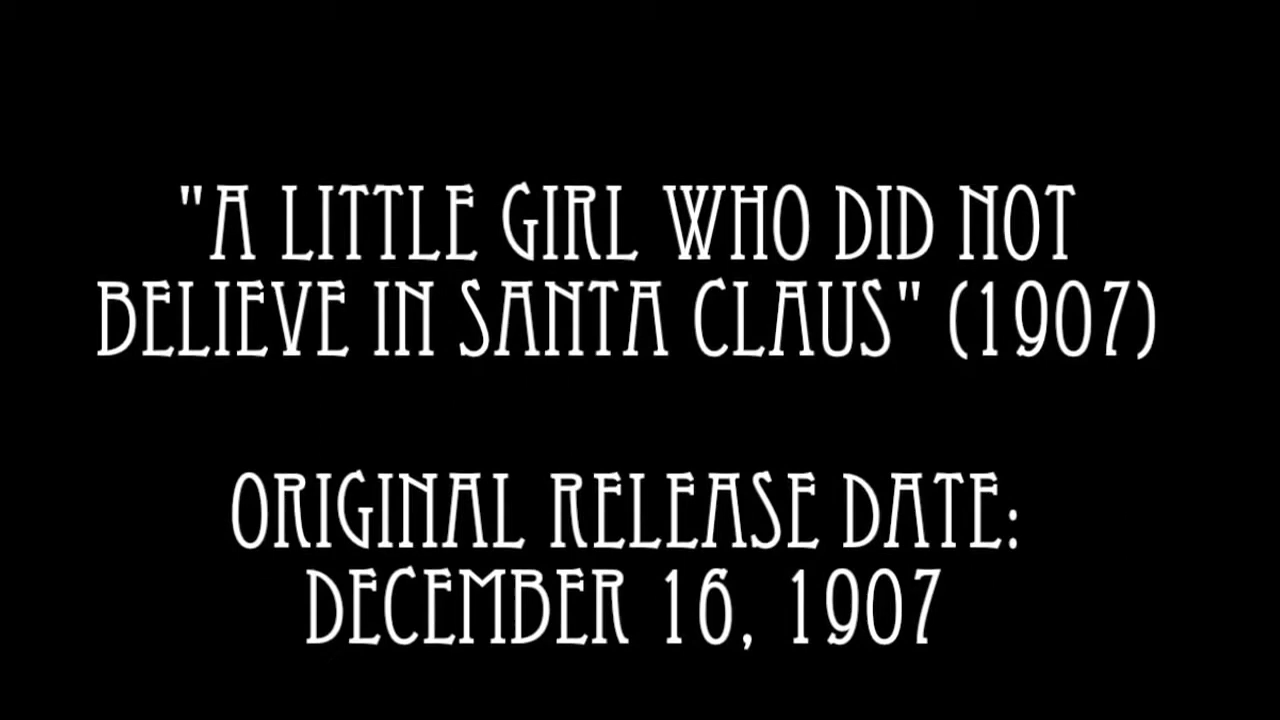 "A LITTLE GIRL WHO DID NOT
BELIEVE IN SANTA CLAUS" (1907)
ORIGINAL RELEASE DATE:
DECEMBER 16, 1907